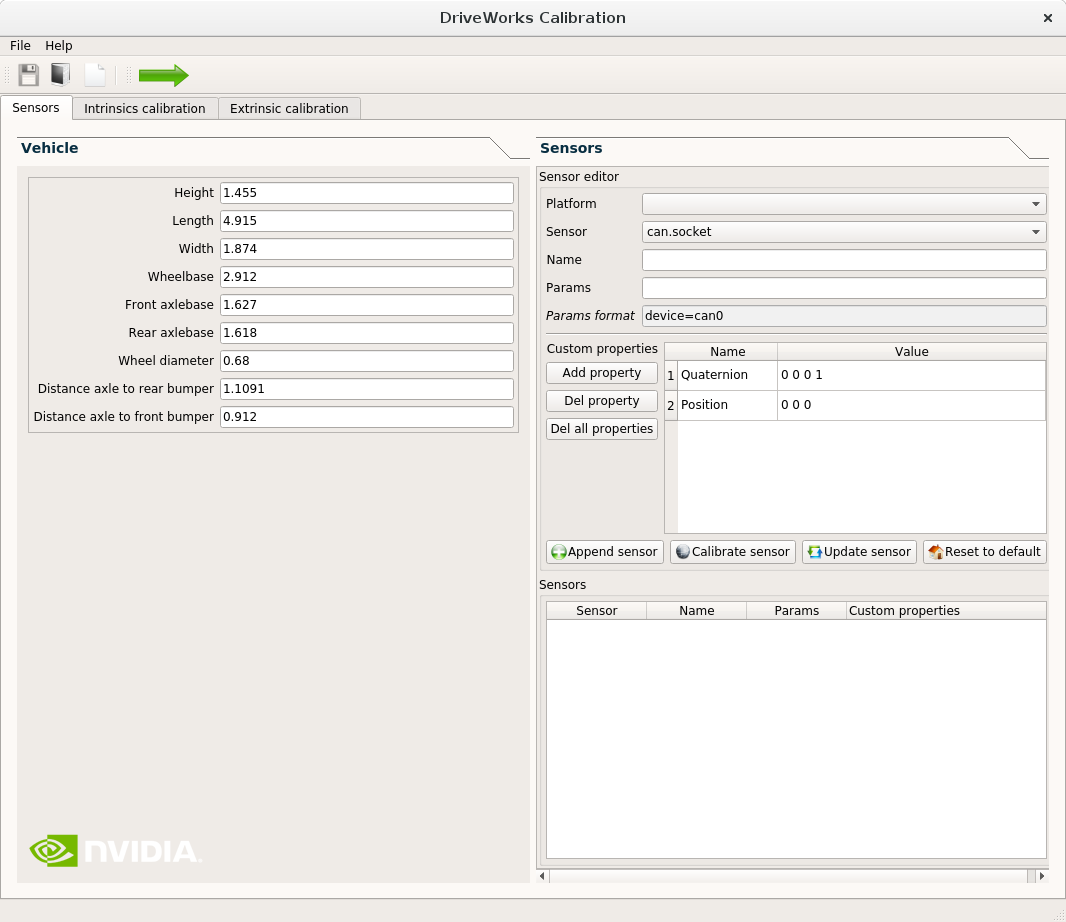 DriveWorks Calibration
File Help
Sensors Intrinsics calibration Extrinsic calibration
Vehicle
Height 1.455
Length 4.915
Width 1.874
Wheelbase 2.912
Front axlebase 1.627
Rear axlebase 1.618
Wheel diameter 0.68
Distance axle to rear bumper 1.1091
Distance axle to front bumper 0.912
NVIDIA.
Sensors
Sensor editor
Platform
Sensor can.socket
Name
Params
Params format device=can0
Custom properties
Add property
Del property
Del all properties
Name Value
1 Quaternion 0 0 0 1
2 Position 0 0 0
Append sensor Calibrate sensor Update sensor Reset to default
Sensors
Sensor Name Params Custom properties